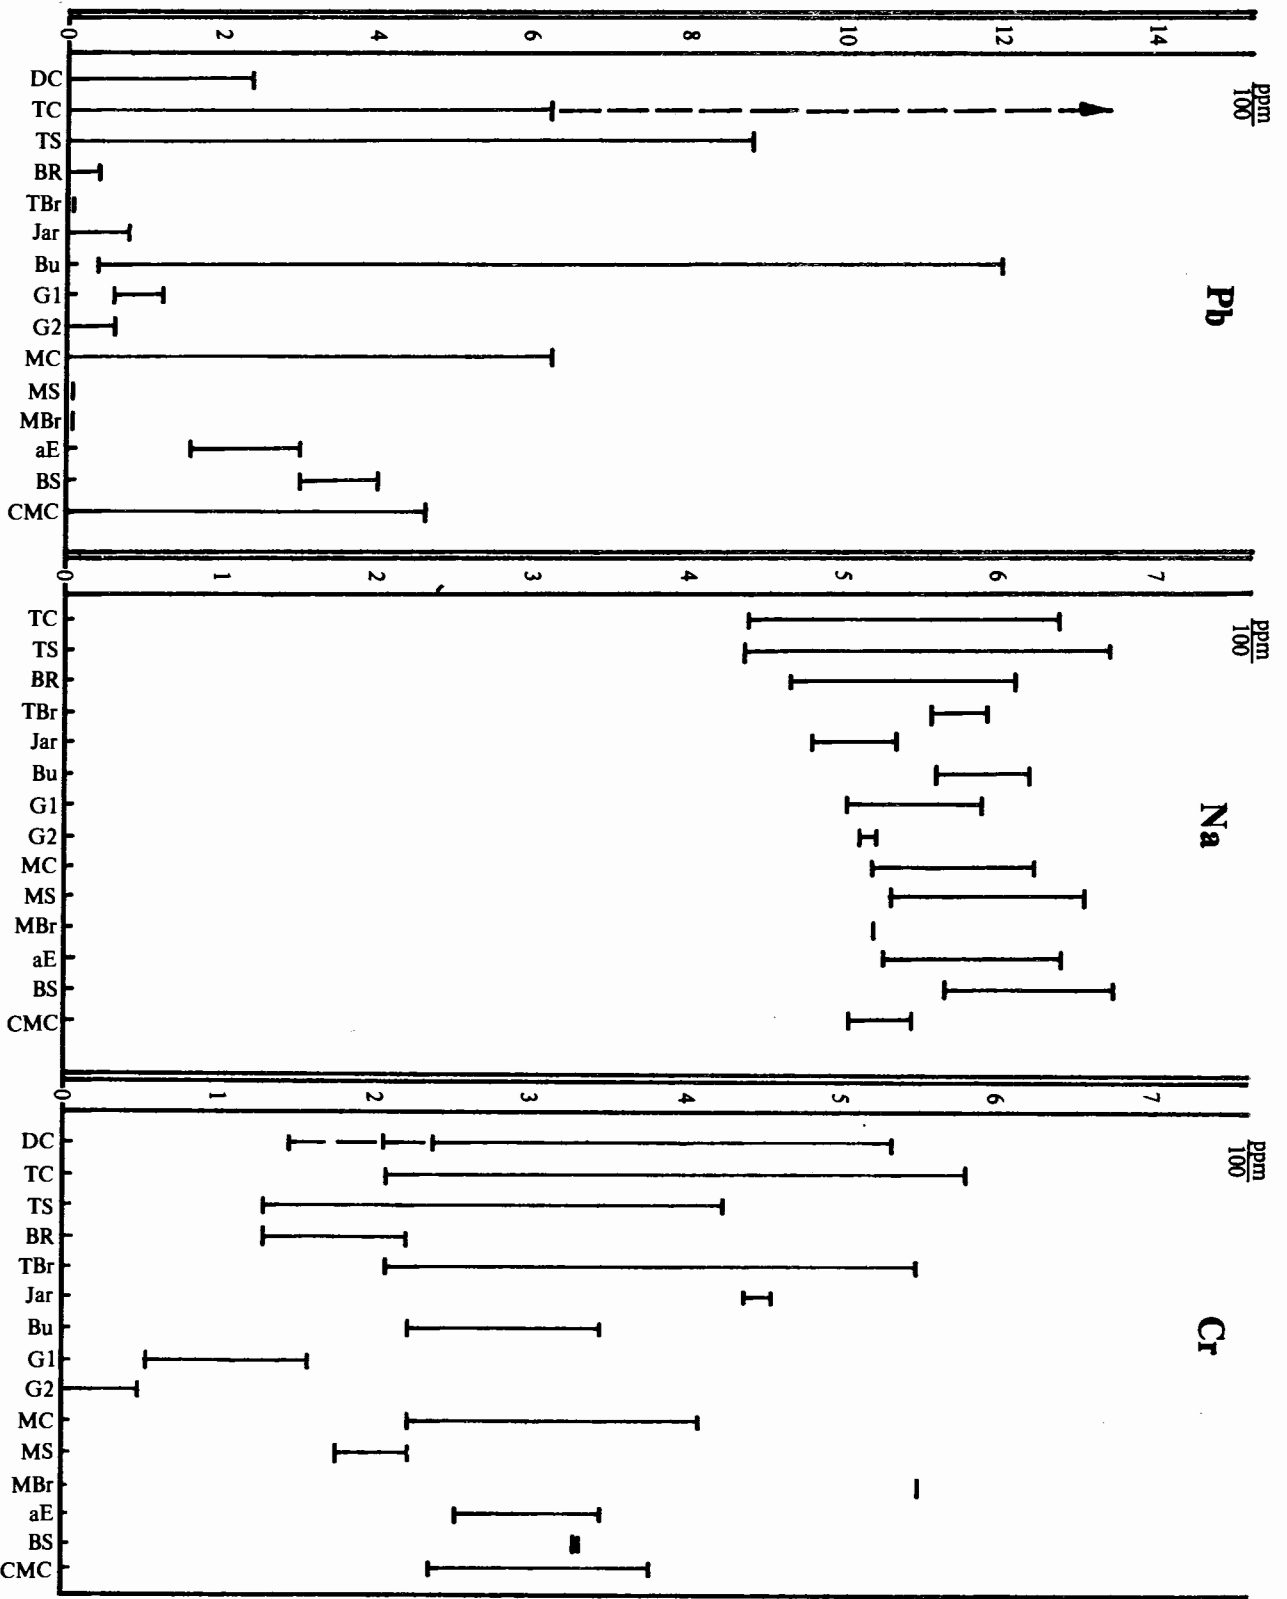 0 2 4 6 8 10 12 14
ppm
100
DC
TC
TS
BR
TBr
Jar
Bu
G1
G2
MC
MS
MBr
aE
BS
CMC
Pb
0 1 2 3 4 5 6 7
ppm
100
TC
TS
BR
TBr
Jar
Bu
G1
G2
MC
MS
MBr
aE
BS
CMC
Na
0 1 2 3 4 5 6 7
ppm
100
DC
TC
TS
BR
TBr
Jar
Bu
G1
G2
MC
MS
MBr
aE
BS
CMC
Cr